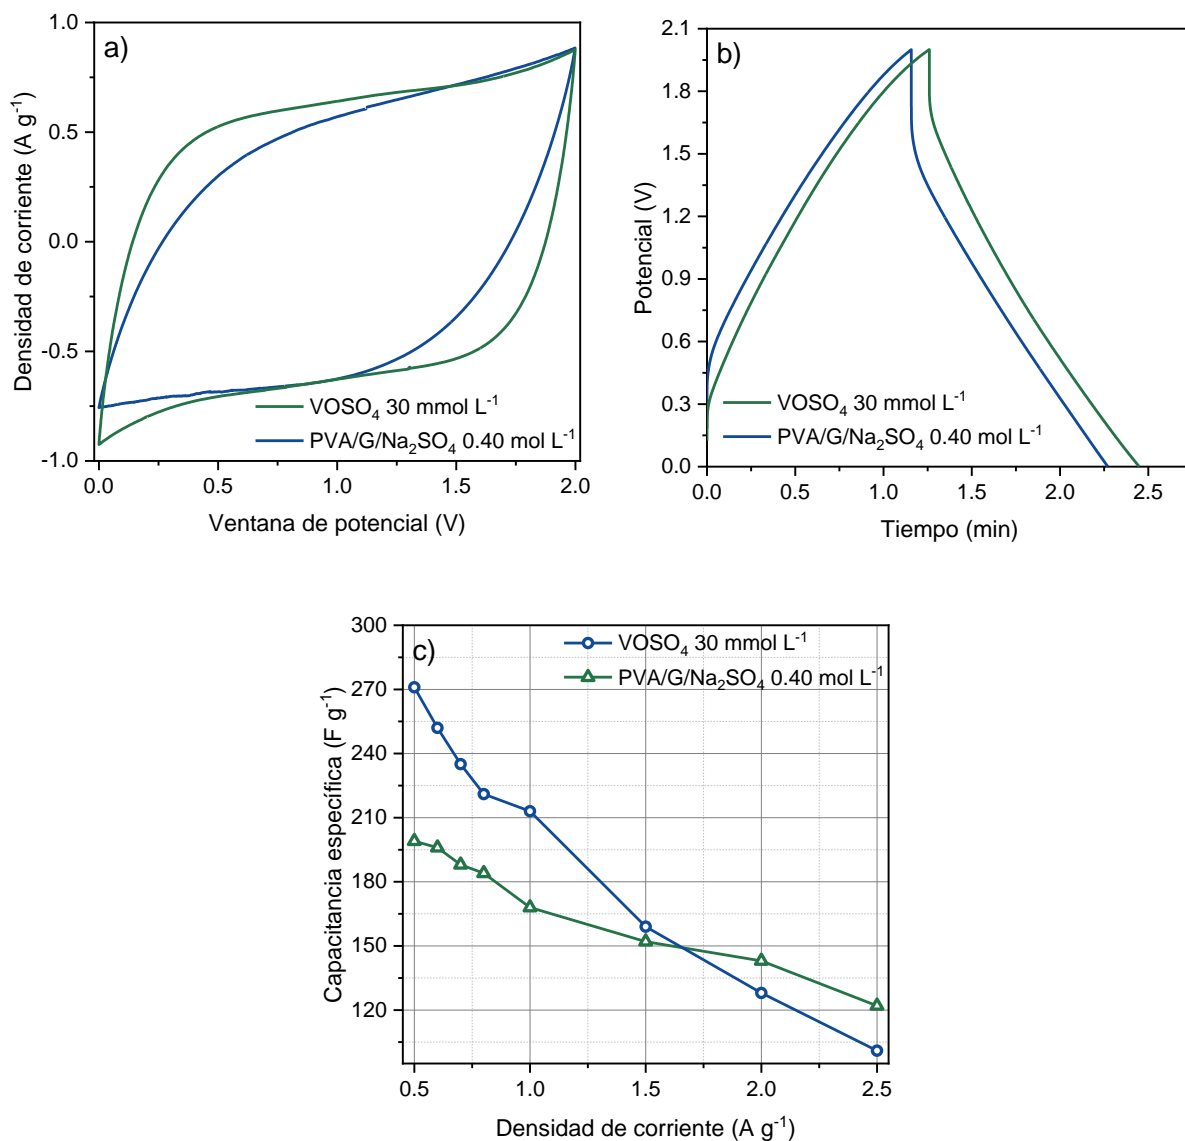 a)
Densidad de corriente (A g⁻¹)
1.0
0.5
0.0
-0.5
-1.0
VOSO₄ 30 mmol L⁻¹
PVA/G/Na₂SO₄ 0.40 mol L⁻¹
0.0 0.5 1.0 1.5 2.0
Ventana de potencial (V)
b)
Potencial (V)
2.1
1.8
1.5
1.2
0.9
0.6
0.3
0.0
VOSO₄ 30 mmol L⁻¹
PVA/G/Na₂SO₄ 0.40 mol L⁻¹
0.0 0.5 1.0 1.5 2.0 2.5
Tiempo (min)
c)
Capacitancia específica (F g⁻¹)
300
270
240
210
180
150
120
VOSO₄ 30 mmol L⁻¹
PVA/G/Na₂SO₄ 0.40 mol L⁻¹
0.5 1.0 1.5 2.0 2.5
Densidad de corriente (A g⁻¹)